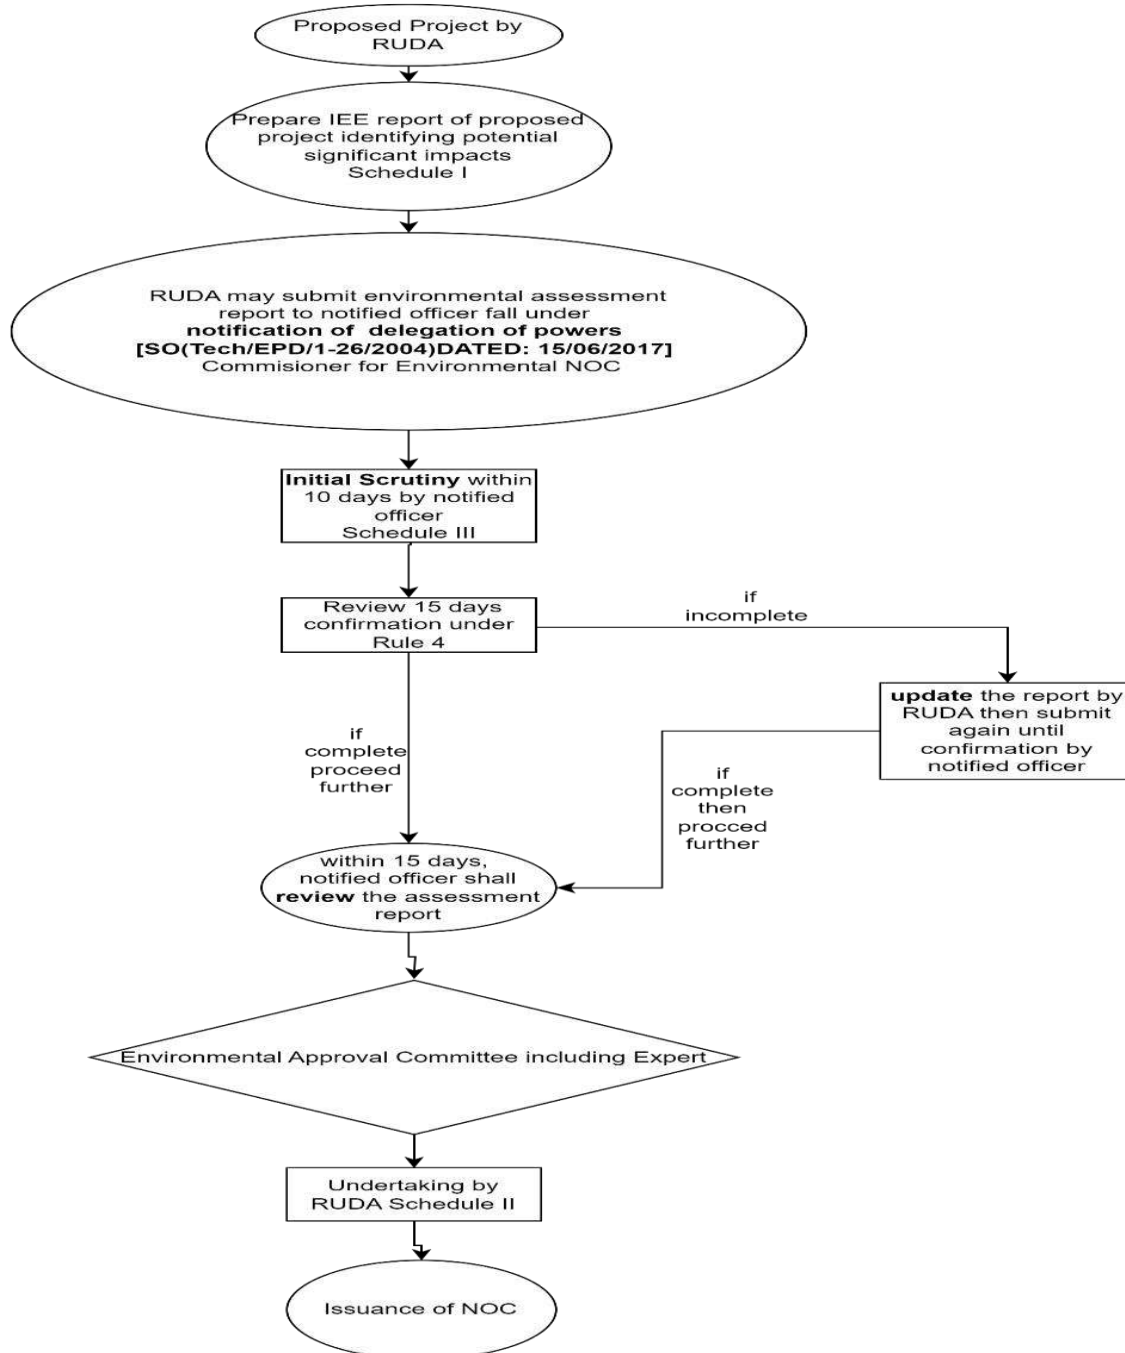 Proposed Project by
RUDA
Prepare IEE report of proposed
project identifying potential
significant impacts
Schedule I
RUDA may submit environmental assessment
report to notified officer fall under
notification of delegation of powers
[SO(Tech/EPD/1-26/2004)DATED: 15/06/2017]
Commisioner for Environmental NOC
Initial Scrutiny within
10 days by notified
officer
Schedule III
Review 15 days
confirmation under
Rule 4
if
incomplete
update the report by
RUDA then submit
again until
confirmation by
notified officer
if
complete
proceed
further
if
complete
then
procced
further
within 15 days,
notified officer shall
review the assessment
report
Environmental Approval Committee including Expert
Undertaking by
RUDA Schedule II
Issuance of NOC